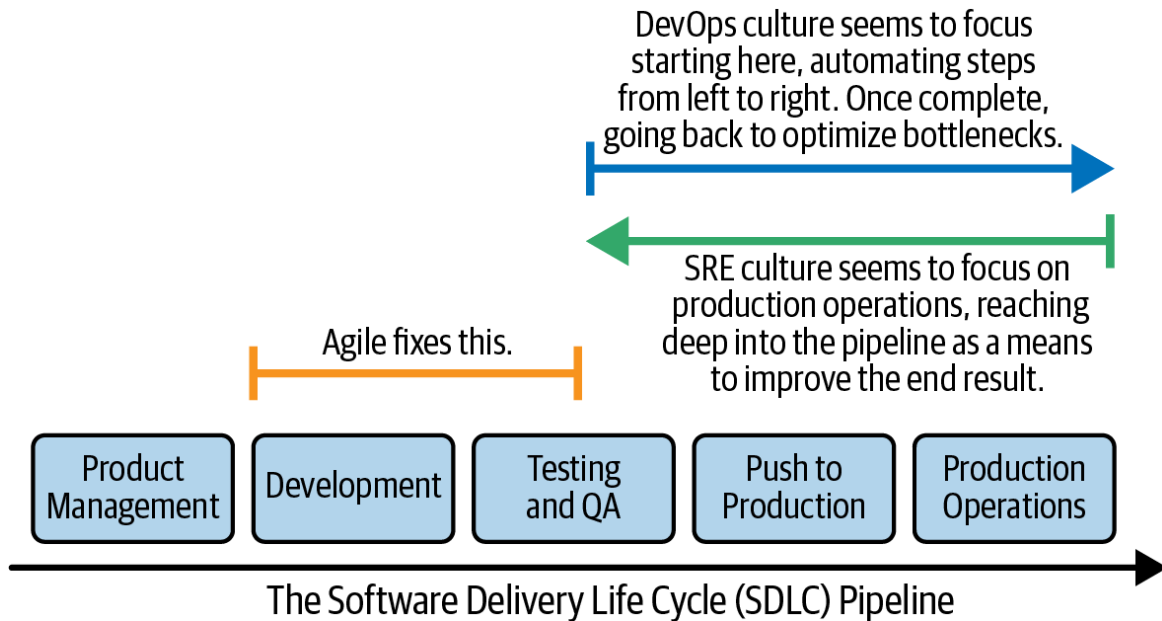 DevOps culture seems to focus
starting here, automating steps
from left to right. Once complete,
going back to optimize bottlenecks.
SRE culture seems to focus on
production operations, reaching
deep into the pipeline as a means
to improve the end result.
Agile fixes this.
Product
Management
Development
Testing
and QA
Push to
Production
Production
Operations
The Software Delivery Life Cycle (SDLC) Pipeline